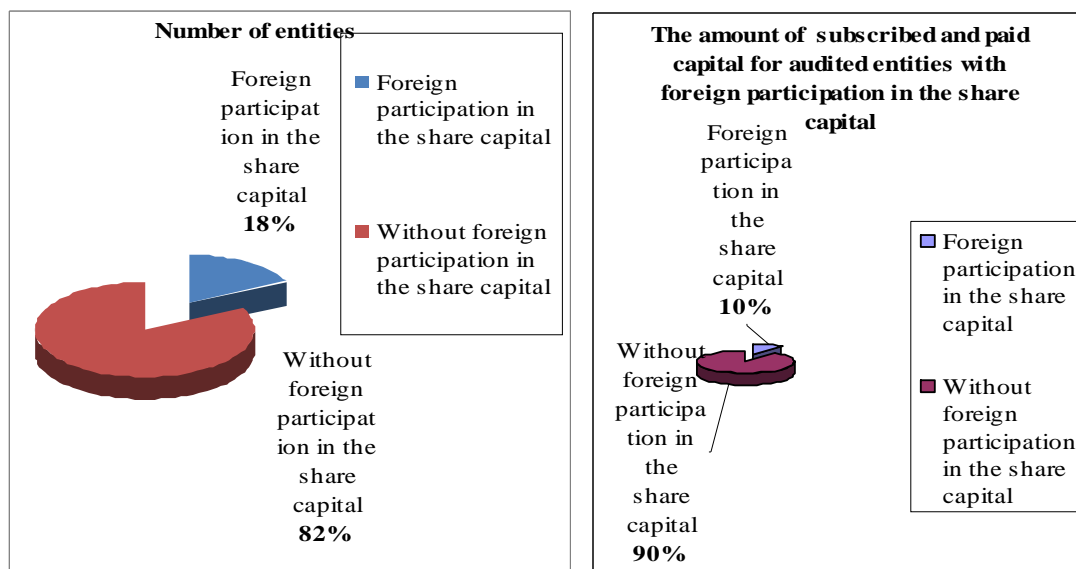 Number of entities
Foreign
participat
ion in the
share
capital
18%
Foreign
participation in
the share capital
Without foreign
participation in
the share capital
Without
foreign
participat
ion in the
share
capital
82%
The amount of subscribed and paid
capital for audited entities with
foreign participation in the share
capital
Foreign
participa
tion in
the
share
capital
10%
Without
foreign
participa
tion in
the
share
capital
90%
Foreign
participation
in the share
capital
Without
foreign
participation
in the share
capital